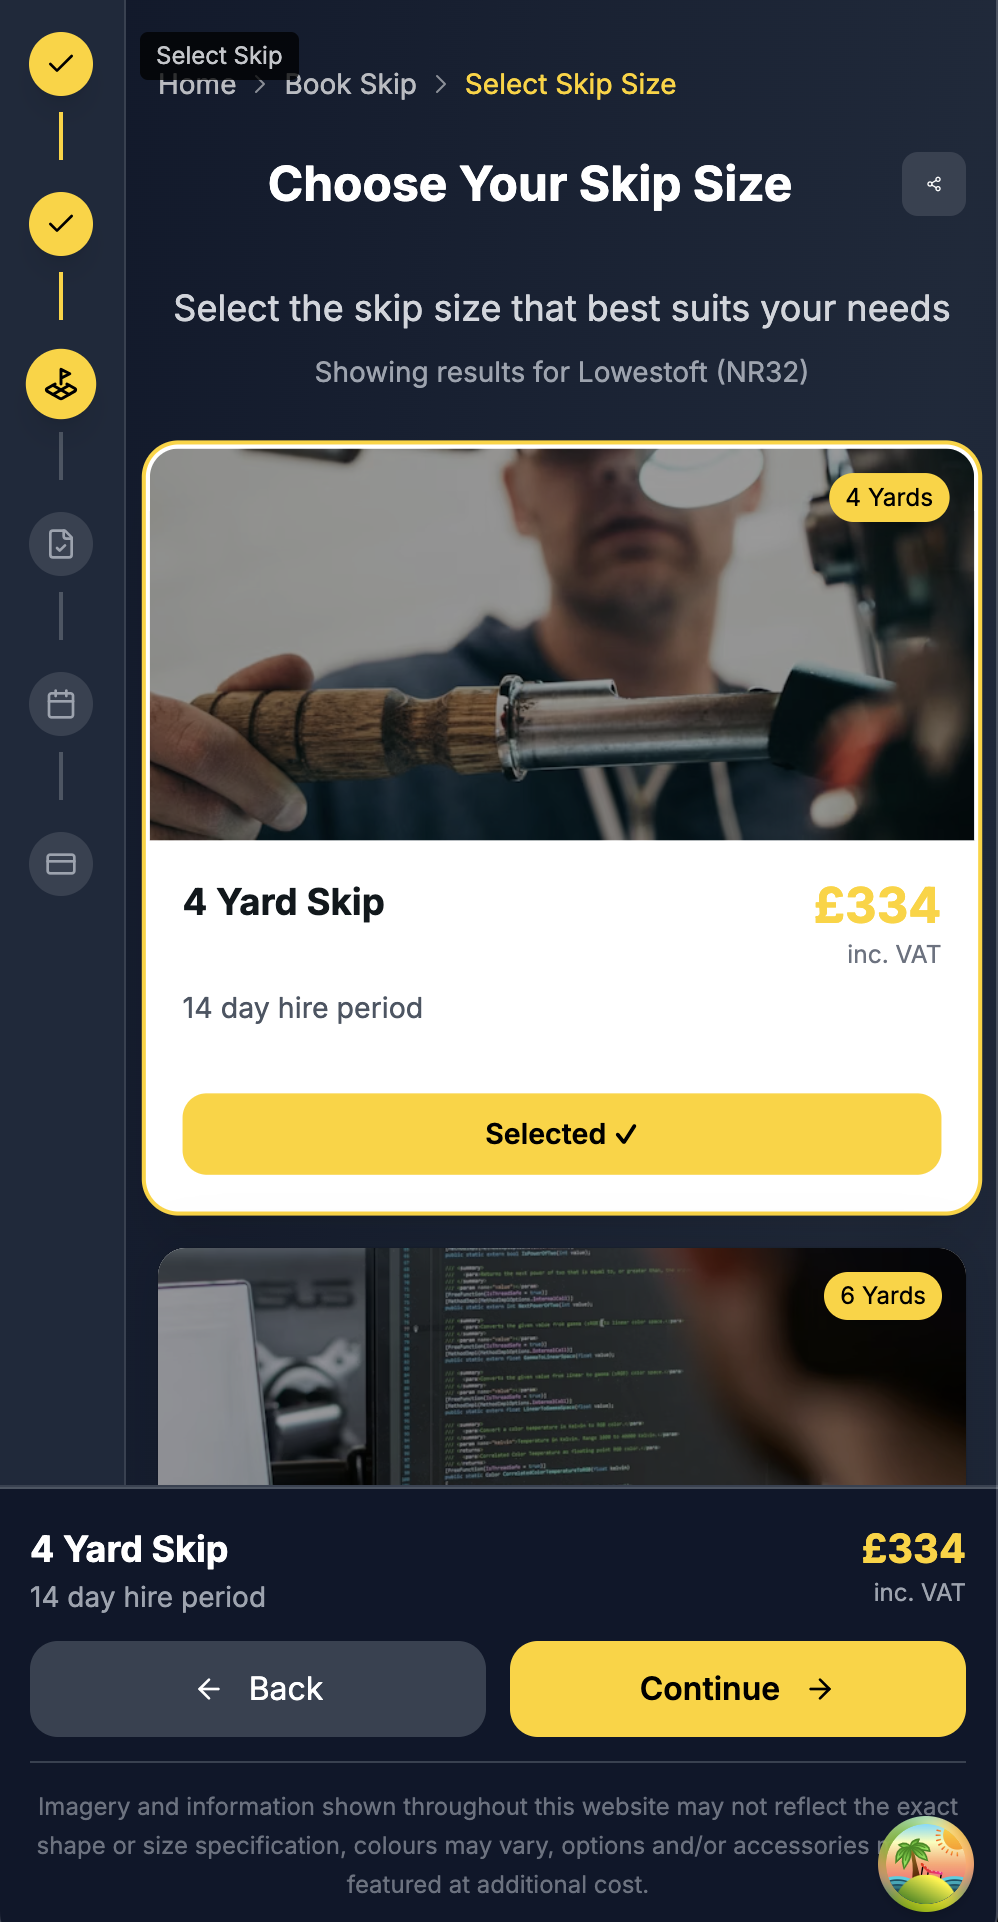 Select Skip
Home > Book Skip > Select Skip Size
Choose Your Skip Size
Select the skip size that best suits your needs
Showing results for Lowestoft (NR32)
4 Yards
4 Yard Skip
£334
inc. VAT
14 day hire period
Selected ✓
6 Yards
4 Yard Skip
£334
14 day hire period
inc. VAT
← Back
Continue →
Imagery and information shown throughout this website may not reflect the exact
shape or size specification, colours may vary, options and/or accessories
featured at additional cost.